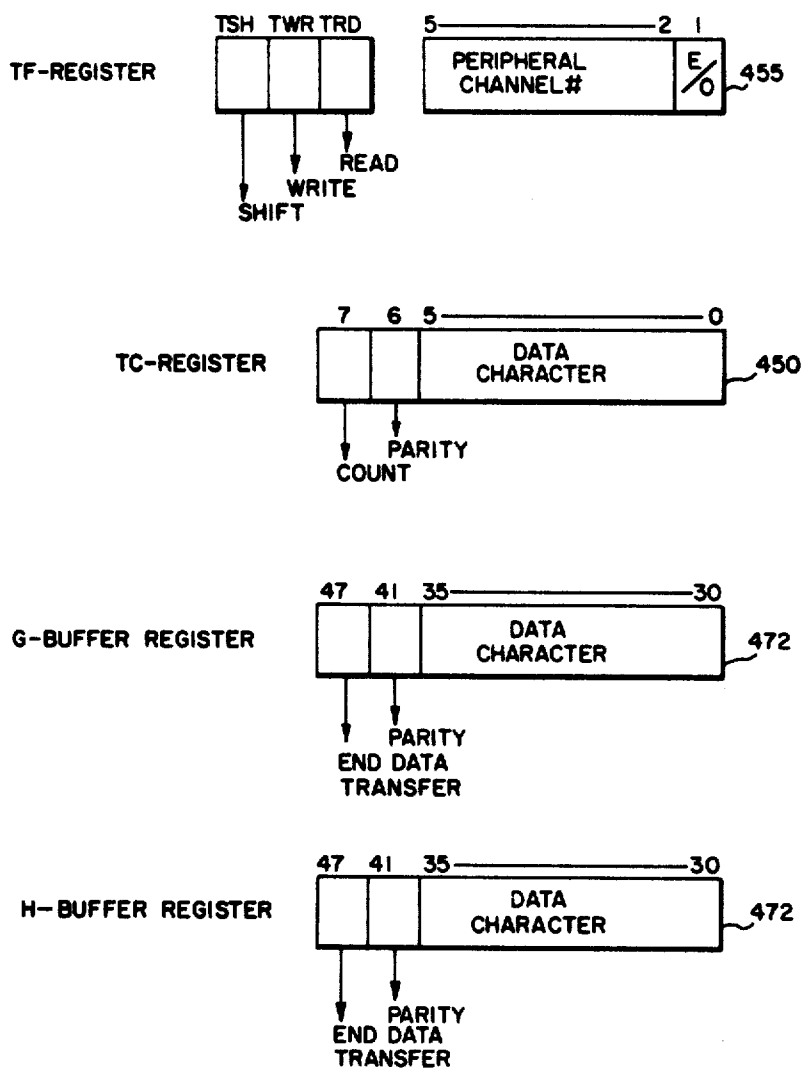 TSH TWR TRD 5 2 1
TF-REGISTER
PERIPHERAL
CHANNEL#
E/O
455
READ
WRITE
SHIFT
7 6 5 0
TC-REGISTER
DATA
CHARACTER
450
PARITY
COUNT
47 41 35 30
G-BUFFER REGISTER
DATA
CHARACTER
472
PARITY
END DATA
TRANSFER
47 41 35 30
H-BUFFER REGISTER
DATA
CHARACTER
472
PARITY
END DATA
TRANSFER